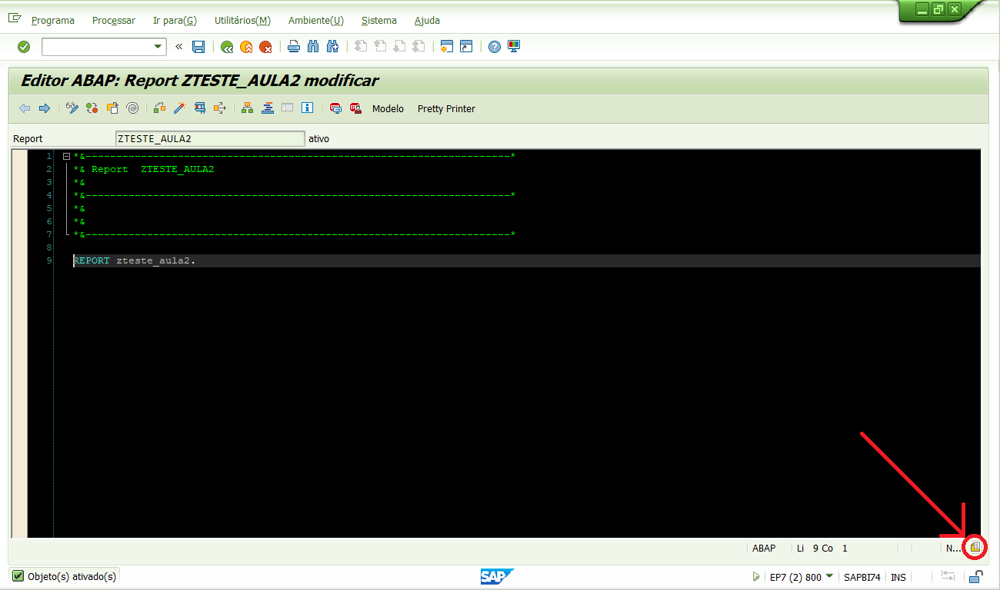 Programa Processar Ir para(G) Utilitários(M) Ambiente(U) Sistema Ajuda
Editor ABAP: Report ZTESTE_AULA2 modificar
Modelo Pretty Printer
Report ZTESTE_AULA2 ativo
1 *&---------------------------------------------------------------------*
2 *& Report  ZTESTE_AULA2
3 *&
4 *&---------------------------------------------------------------------*
5 *&
6 *&
7 *&---------------------------------------------------------------------*
8
9 REPORT zteste_aula2.
ABAP Li 9 Co 1 N...
Objeto(s) ativado(s) SAP EP7 (2) 800 SAPBI74 INS